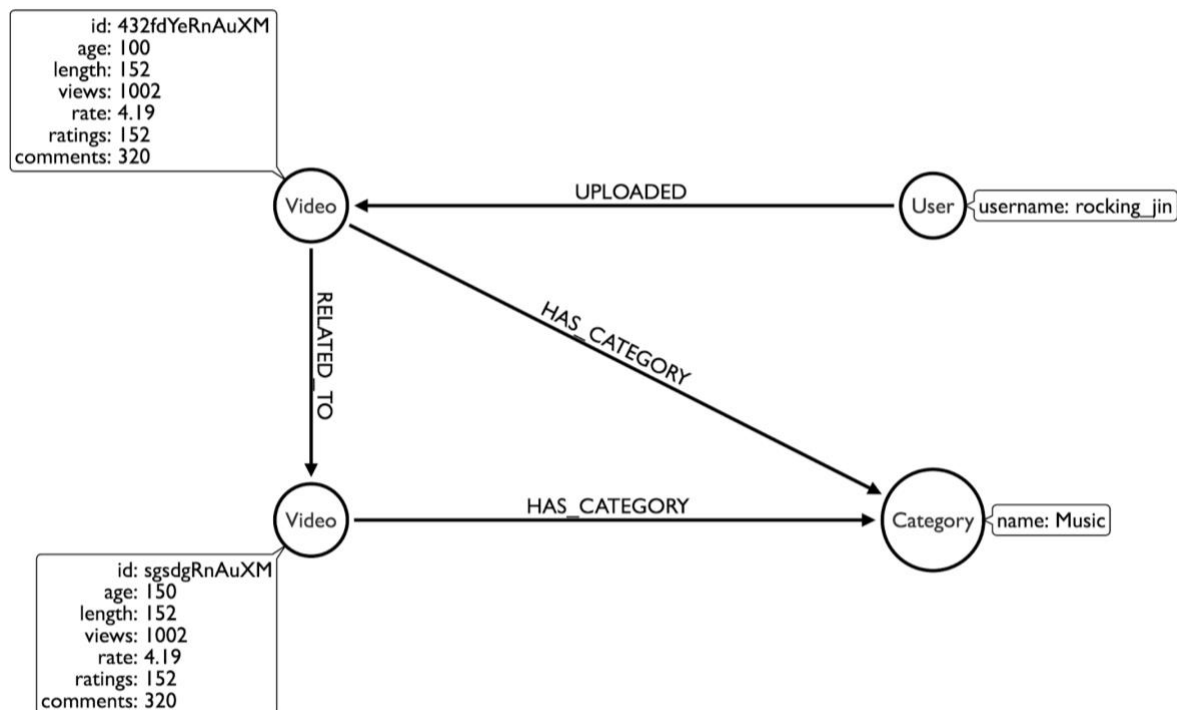 id: 432fdYeRnAuXM
age: 100
length: 152
views: 1002
rate: 4.19
ratings: 152
comments: 320
Video
UPLOADED
User
username: rocking_jin
RELATED_TO
HAS_CATEGORY
Video
HAS_CATEGORY
Category
name: Music
id: sgsdgRnAuXM
age: 150
length: 152
views: 1002
rate: 4.19
ratings: 152
comments: 320